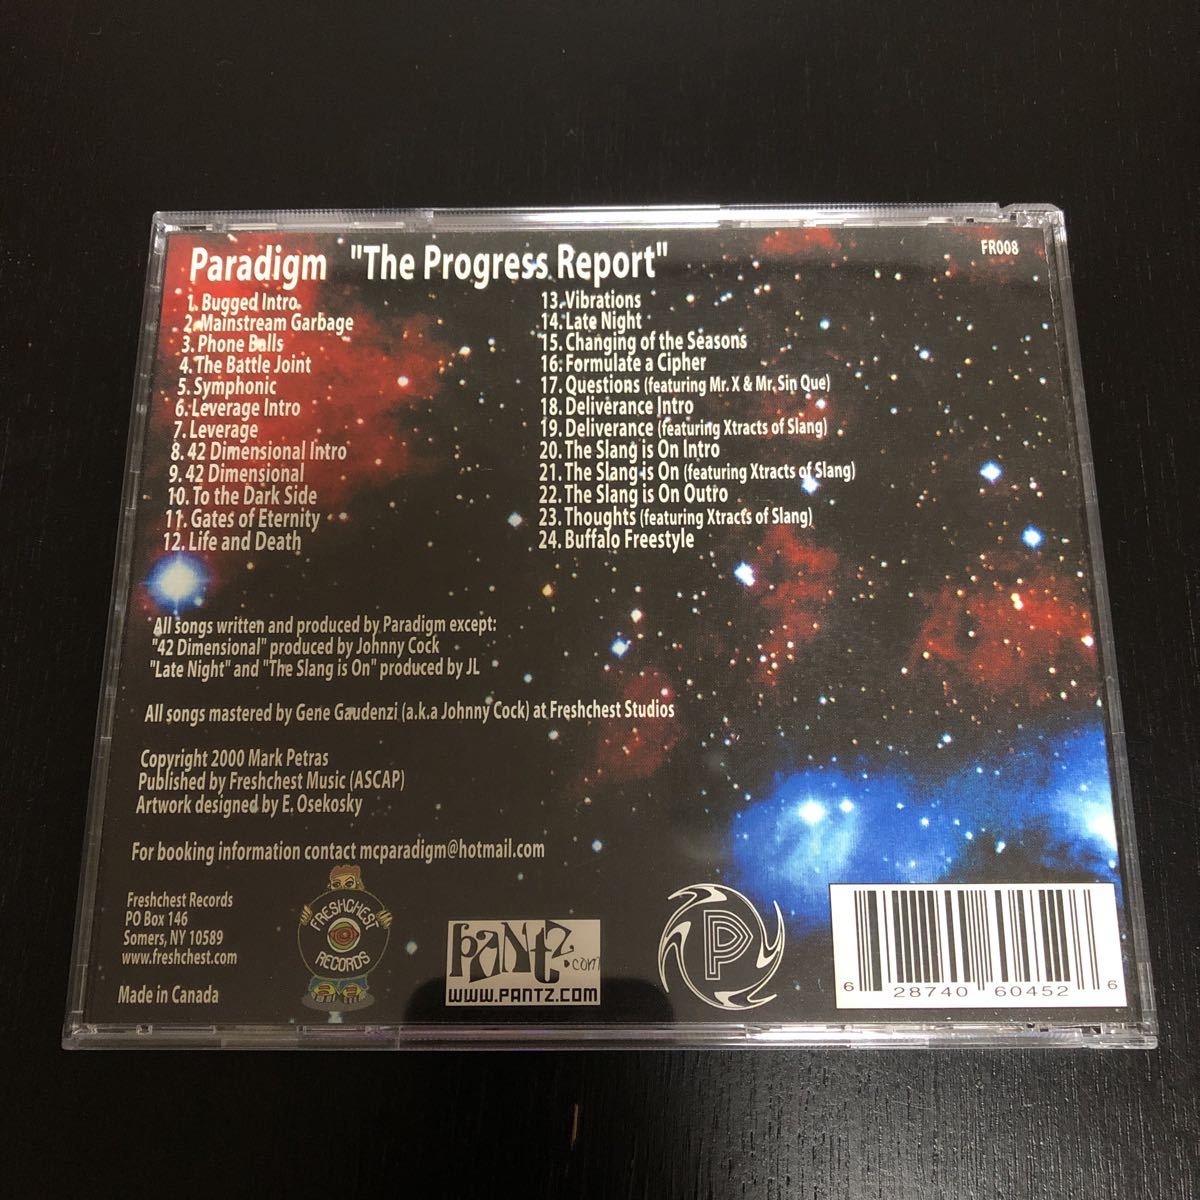 Paradigm "The Progress Report"
FR008
1. Bugged Intro
2. Mainstream Garbage
3. Phone Balls
4. The Battle Joint
5. Symphonic
6. Leverage Intro
7. Leverage
8. 42 Dimensional Intro
9. 42 Dimensional
10. To the Dark Side
11. Gates of Eternity
12. Life and Death
13. Vibrations
14. Late Night
15. Changing of the Seasons
16. Formulate a Cipher
17. Questions (featuring Mr. X & Mr. Sin Que)
18. Deliverance Intro
19. Deliverance (featuring Xtracts of Slang)
20. The Slang is On Intro
21. The Slang is On (featuring Xtracts of Slang)
22. The Slang is On Outro
23. Thoughts (featuring Xtracts of Slang)
24. Buffalo Freestyle
All songs written and produced by Paradigm except:
"42 Dimensional" produced by Johnny Cock
"Late Night" and "The Slang is On" produced by JL
All songs mastered by Gene Gaudenzi (a.k.a Johnny Cock) at Freshchest Studios
Copyright 2000 Mark Petras
Published by Freshchest Music (ASCAP)
Artwork designed by E. Osekosky
For booking information contact mcparadigm@hotmail.com
Freshchest Records
PO Box 146
Somers, NY 10589
www.freshchest.com
Made in Canada
FRESHCHEST
RECORDS
pantz.com
WWW.PANTZ.COM
P
6 28740 60452 6